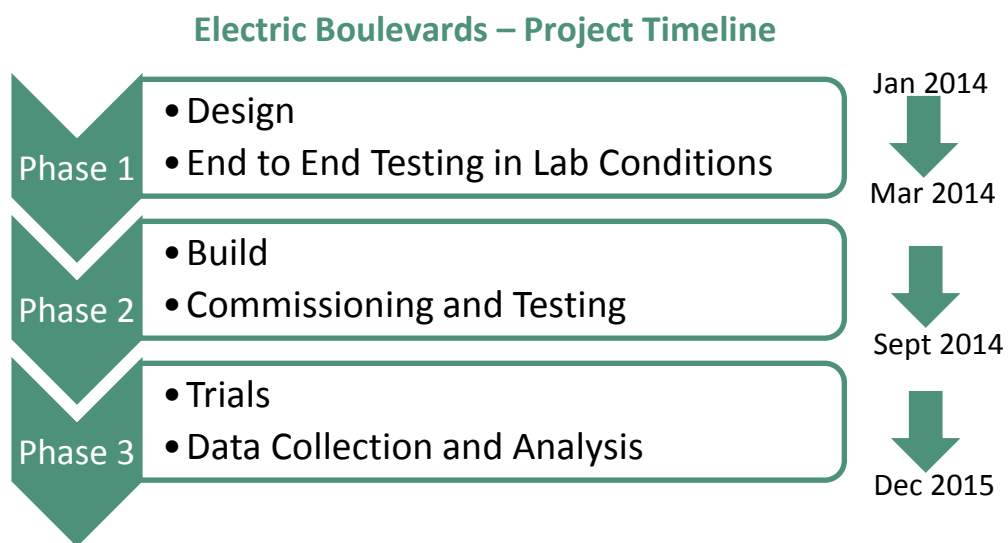 Electric Boulevards – Project Timeline
Phase 1
• Design
• End to End Testing in Lab Conditions
Jan 2014
Mar 2014
Phase 2
• Build
• Commissioning and Testing
Sept 2014
Phase 3
• Trials
• Data Collection and Analysis
Dec 2015